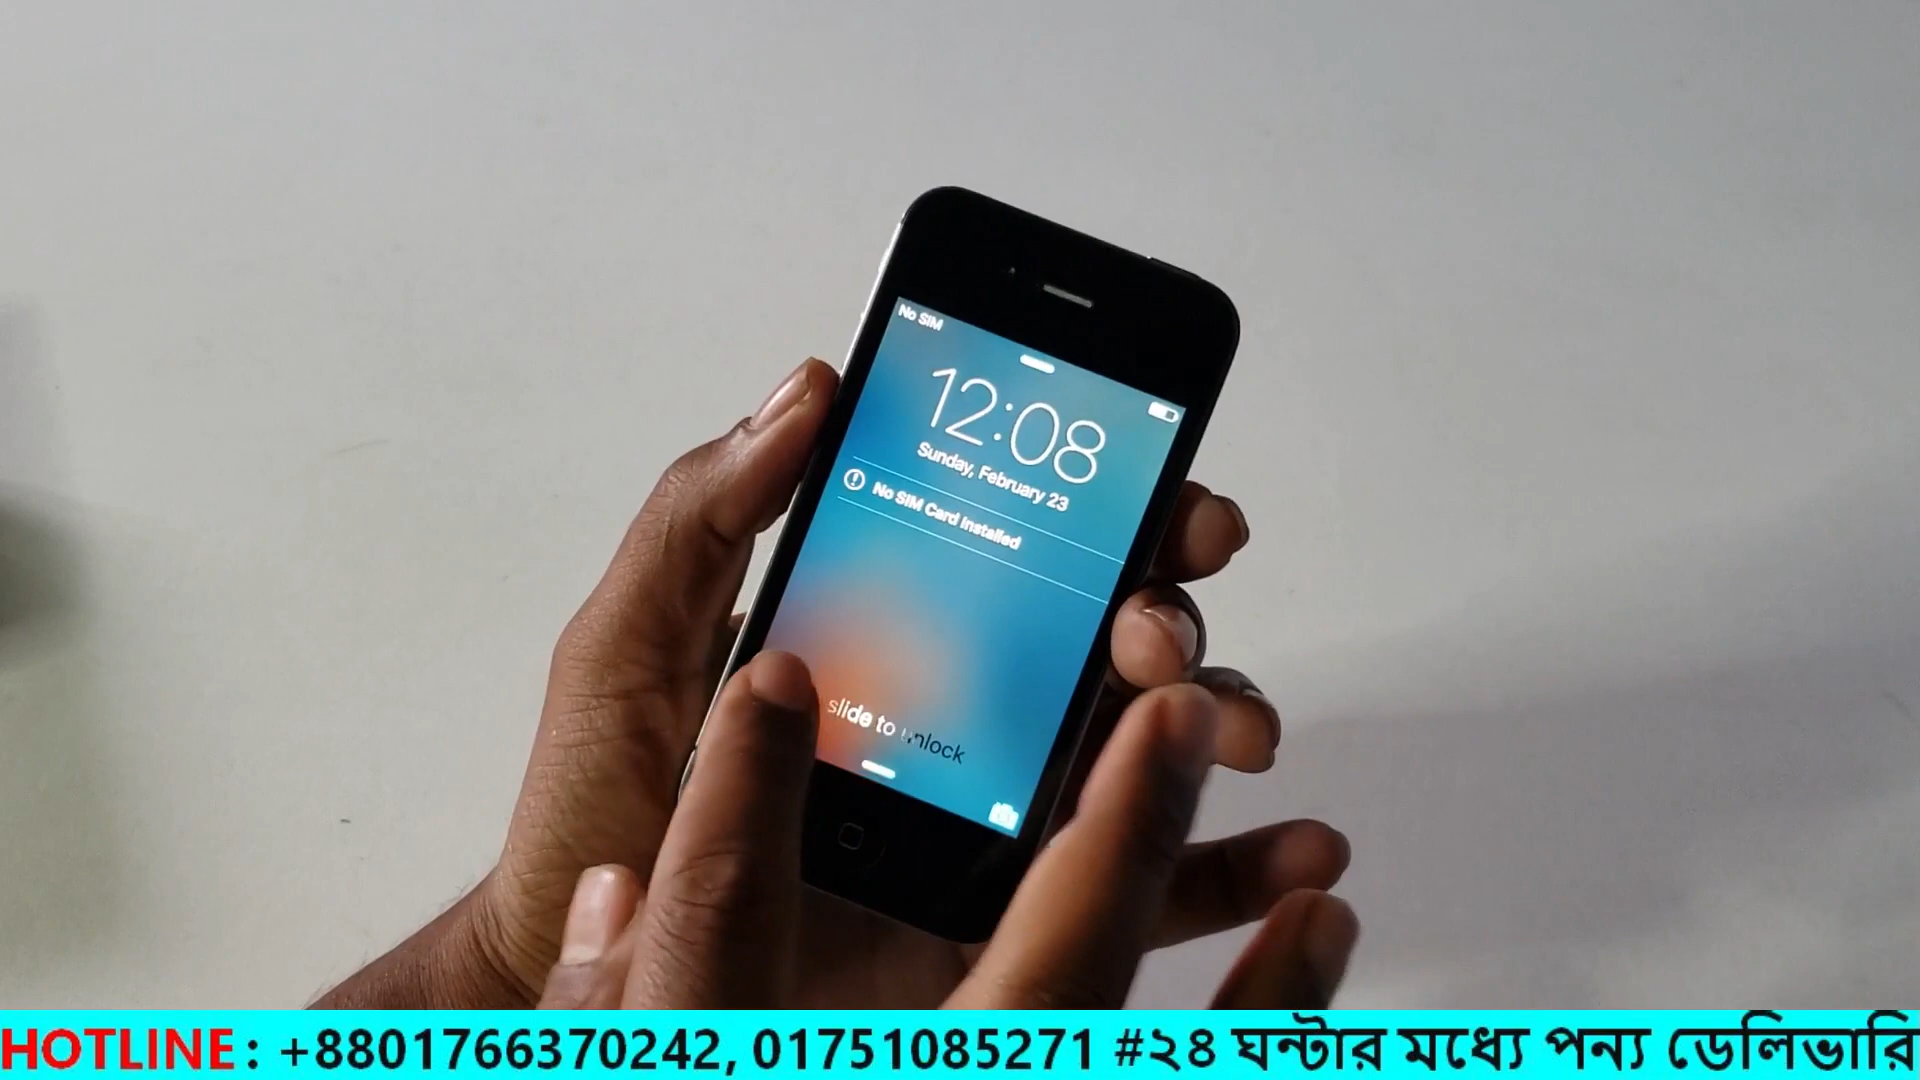 No SIM
12:08
Sunday, February 23
No SIM Card Installed
slide to unlock
HOTLINE : +8801766370242, 01751085271 #২৪ ঘন্টার মধ্যে পন্য ডেলিভারি